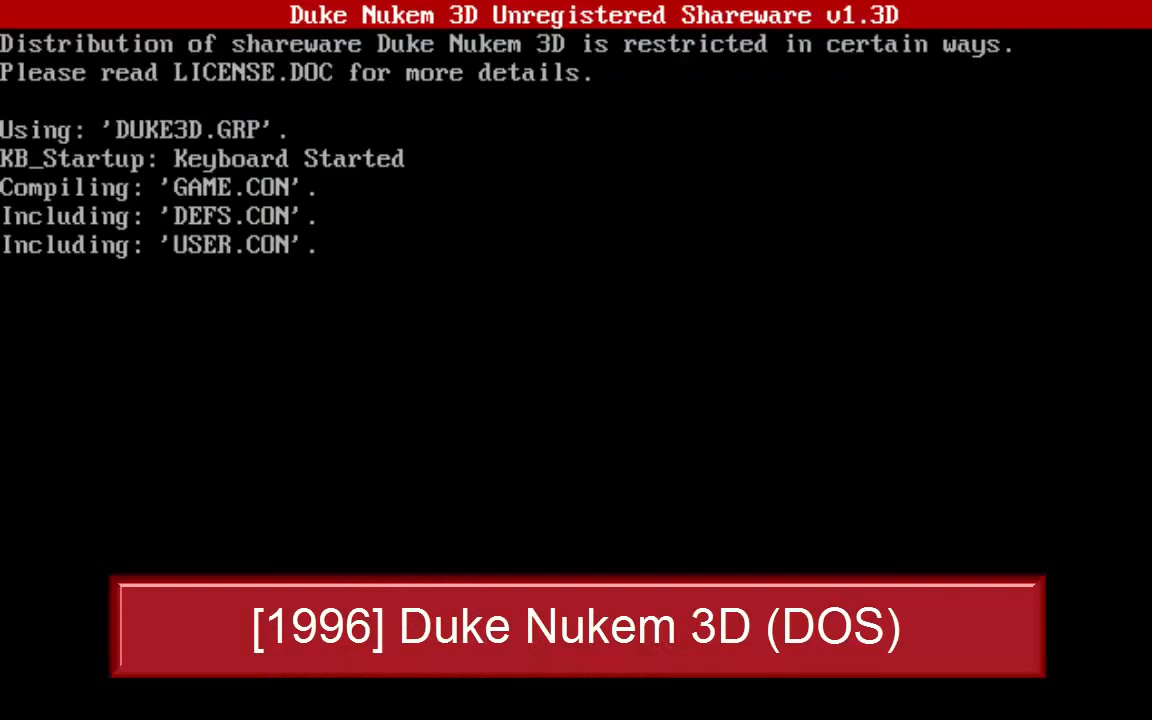 Duke Nukem 3D Unregistered Shareware v1.3D
Distribution of shareware Duke Nukem 3D is restricted in certain ways.
Please read LICENSE.DOC for more details.
Using: 'DUKE3D.GRP'.
KB_Startup: Keyboard Started
Compiling: 'GAME.CON'.
Including: 'DEFS.CON'.
Including: 'USER.CON'.
[1996] Duke Nukem 3D (DOS)